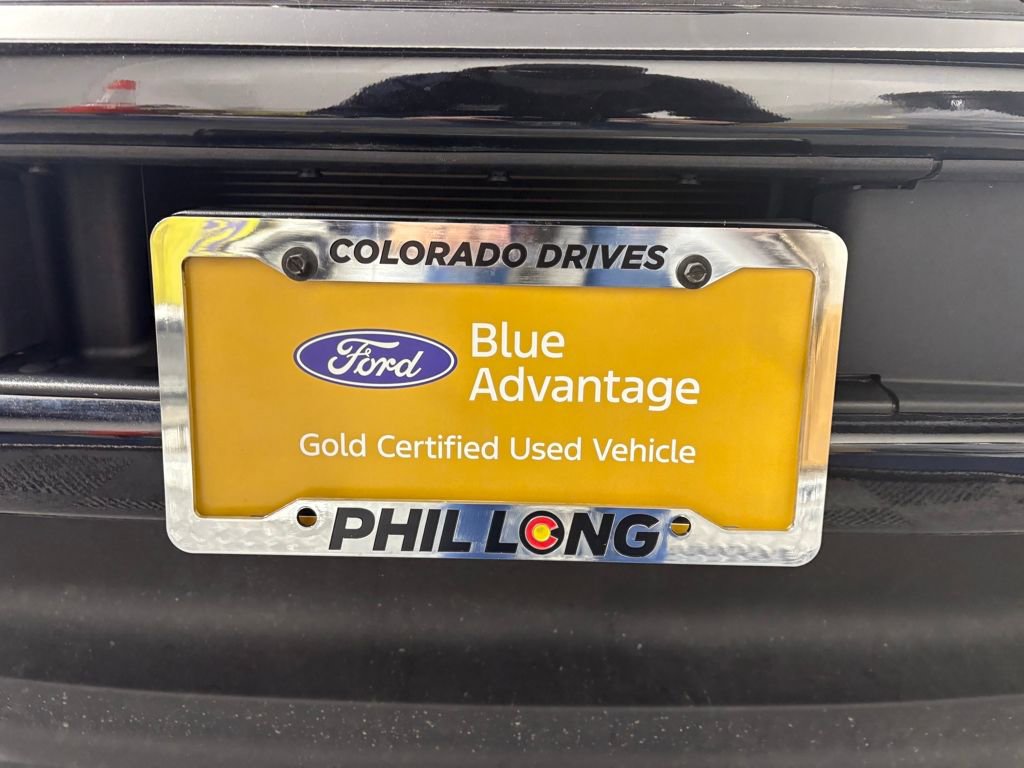 COLORADO DRIVES
Ford
Blue
Advantage
Gold Certified Used Vehicle
PHIL LONG